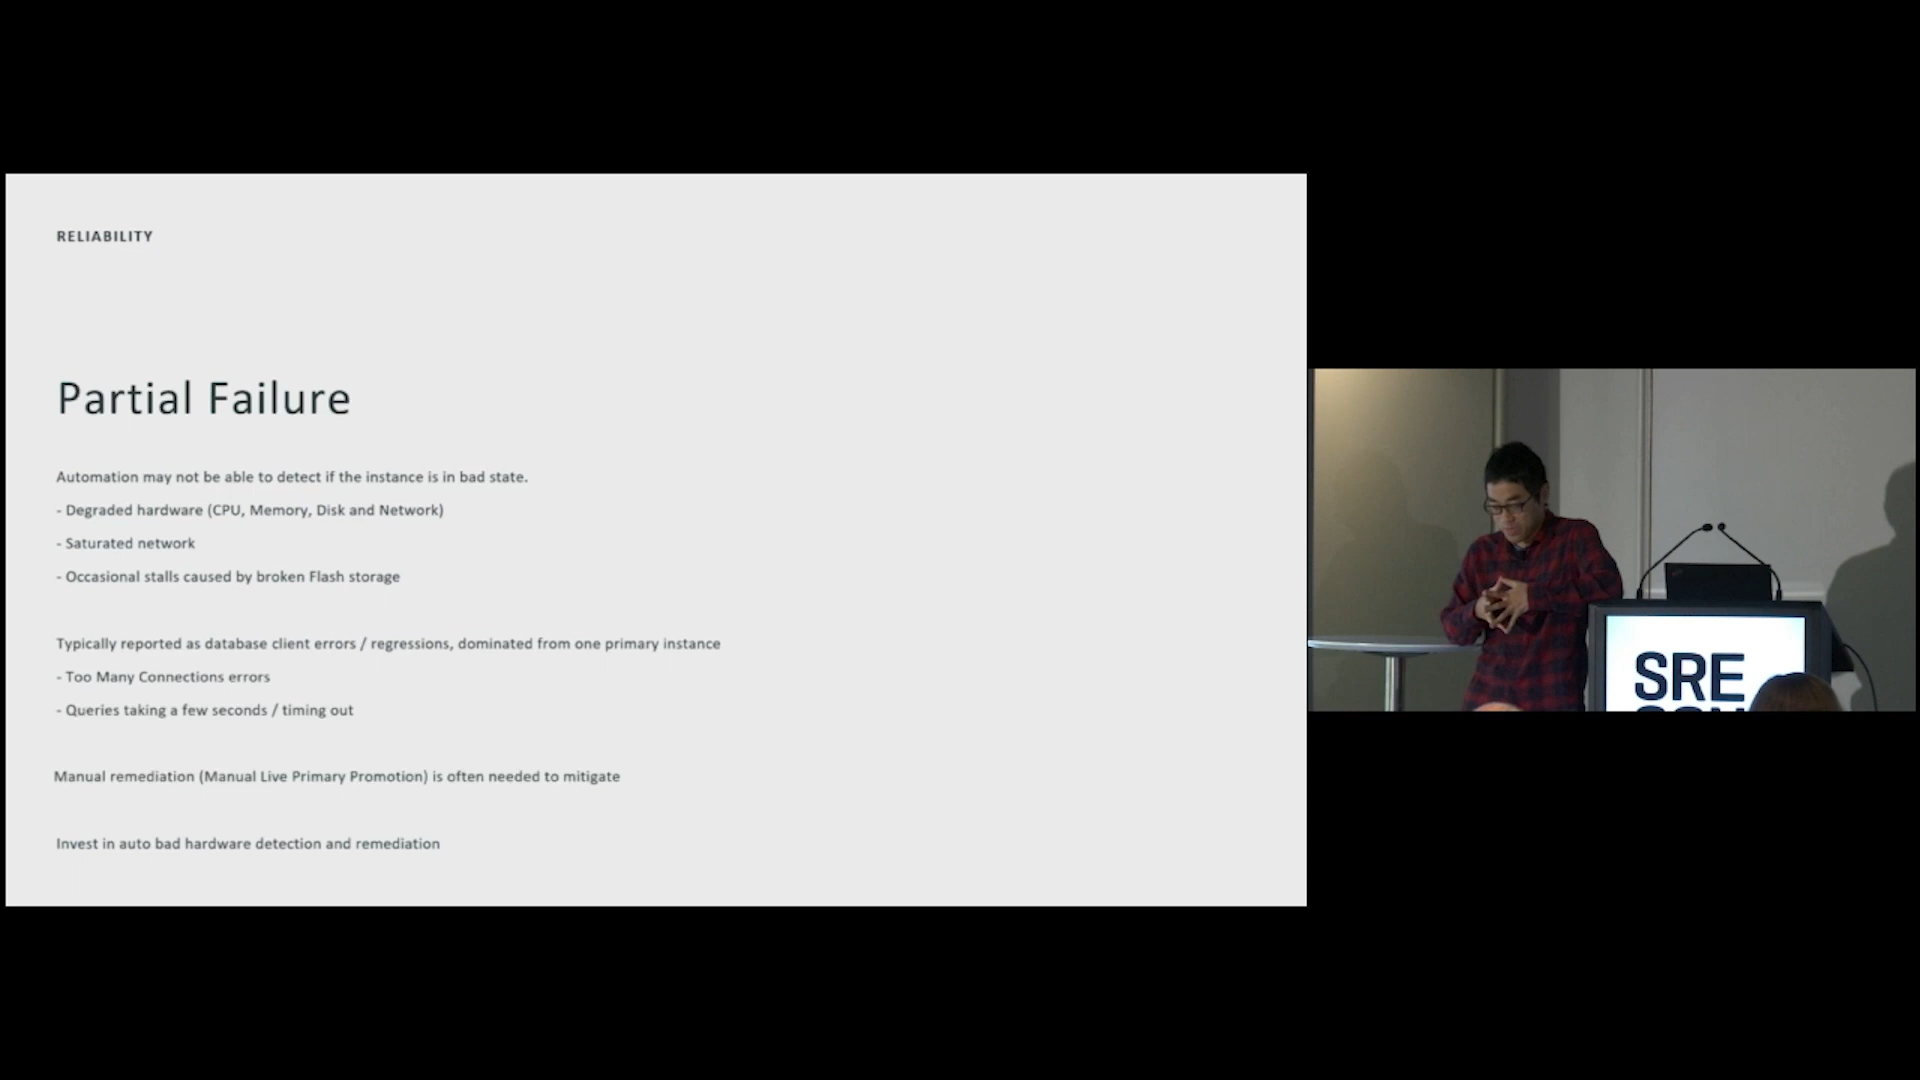 RELIABILITY
Partial Failure
Automation may not be able to detect if the instance is in bad state.
- Degraded hardware (CPU, Memory, Disk and Network)
- Saturated network
- Occasional stalls caused by broken Flash storage
Typically reported as database client errors / regressions, dominated from one primary instance
- Too Many Connections errors
- Queries taking a few seconds / timing out
Manual remediation (Manual Live Primary Promotion) is often needed to mitigate
Invest in auto bad hardware detection and remediation
SRE